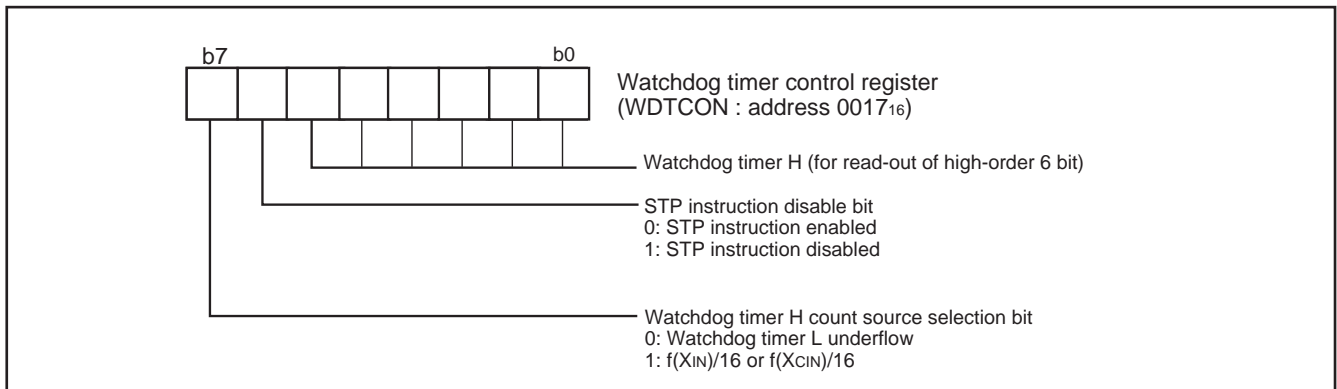 b7
b0
Watchdog timer control register
(WDTCON : address 0017₁₆)
Watchdog timer H (for read-out of high-order 6 bit)
STP instruction disable bit
0: STP instruction enabled
1: STP instruction disabled
Watchdog timer H count source selection bit
0: Watchdog timer L underflow
1: f(XIN)/16 or f(XCIN)/16